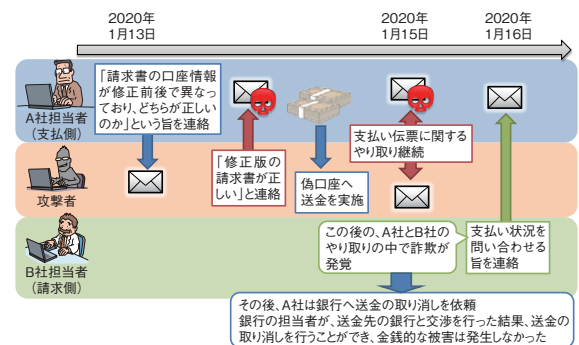 2020年
1月13日
2020年
1月15日
2020年
1月16日
A社担当者
(支払側)
「請求書の口座情報
が修正前後で異なっ
ており、どちらが正しい
のか」という旨を連絡
支払い伝票に関する
やり取り継続
攻撃者
「修正版の
請求書が正
しい」と連絡
偽口座へ
送金を実施
B社担当者
(請求側)
この後の、A社とB社の
やり取りの中で詐欺が
発覚
支払い状況を
問い合わせる
旨を連絡
その後、A社は銀行へ送金の取り消しを依頼
銀行の担当者が、送金先の銀行と交渉を行った結果、送金の
取り消しを行うことができ、金銭的な被害は発生しなかった